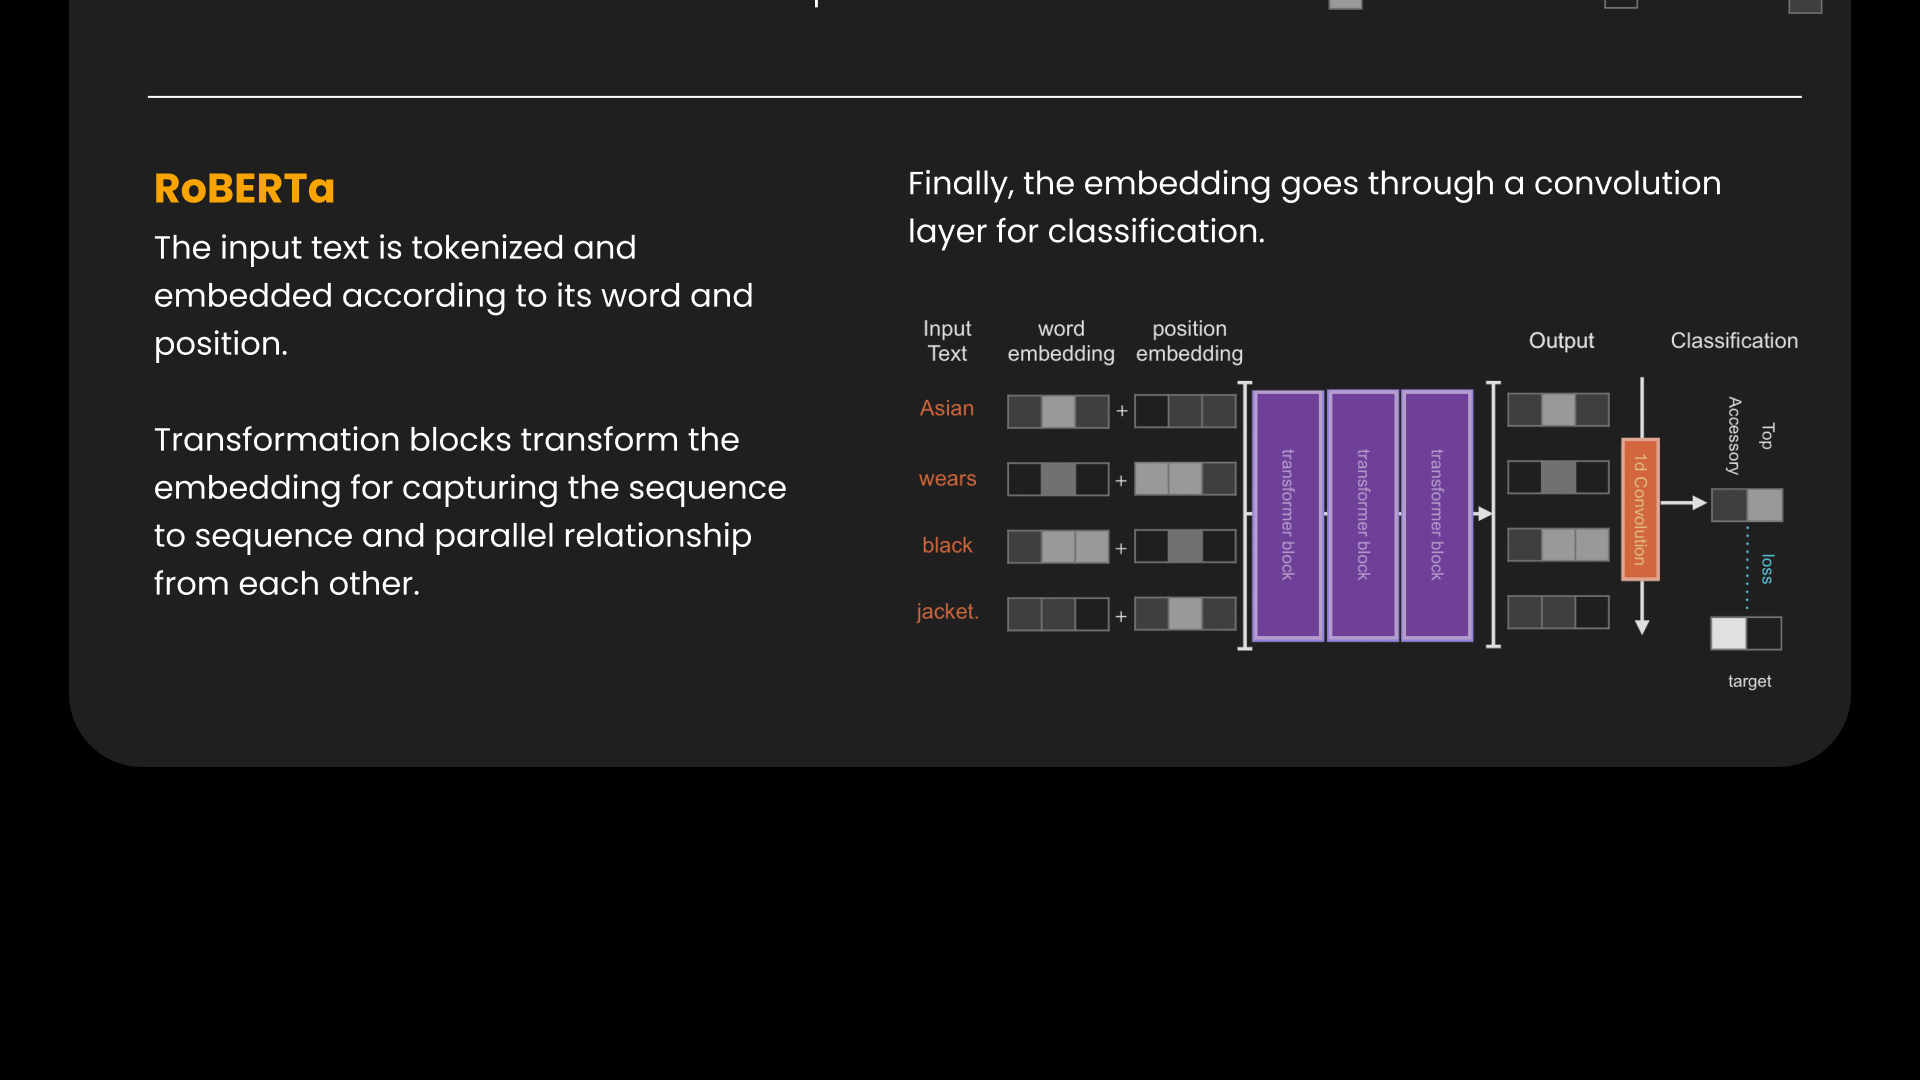 RoBERTa
The input text is tokenized and
embedded according to its word and
position.
Transformation blocks transform the
embedding for capturing the sequence
to sequence and parallel relationship
from each other.
Finally, the embedding goes through a convolution
layer for classification.
Input
Text
word
embedding
position
embedding
Output
Classification
Asian
+
wears
+
black
+
jacket.
+
transformer block
transformer block
transformer block
1d Convolution
Accessory
Top
loss
target